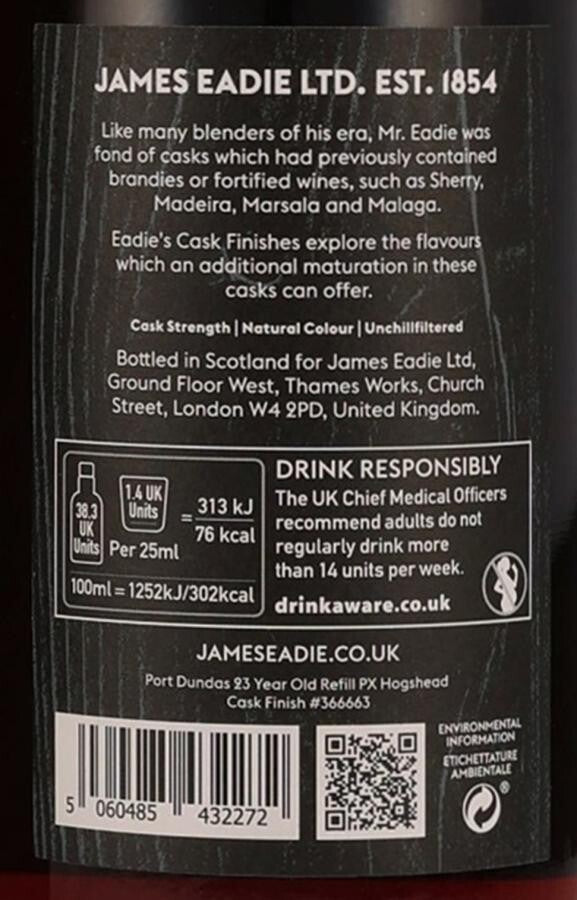 JAMES EADIE LTD. EST. 1854
Like many blenders of his era, Mr. Eadie was
fond of casks which had previously contained
brandies or fortified wines, such as Sherry,
Madeira, Marsala and Malaga.
Eadie's Cask Finishes explore the flavours
which an additional maturation in these
casks can offer.
Cask Strength | Natural Colour | Unchillfiltered
Bottled in Scotland for James Eadie Ltd,
Ground Floor West, Thames Works, Church
Street, London W4 2PD, United Kingdom.
38.3
UK
Units
1.4 UK
Units
Per 25ml
=
313 kJ
76 kcal
100ml = 1252kJ/302kcal
DRINK RESPONSIBLY
The UK Chief Medical Officers
recommend adults do not
regularly drink more
than 14 units per week.
drinkaware.co.uk
JAMESEADIE.CO.UK
Port Dundas 23 Year Old Refill PX Hogshead
Cask Finish #366663
5 060485 432272
ENVIRONMENTAL
INFORMATION
ETICHETTATURE
AMBIENTALE
®